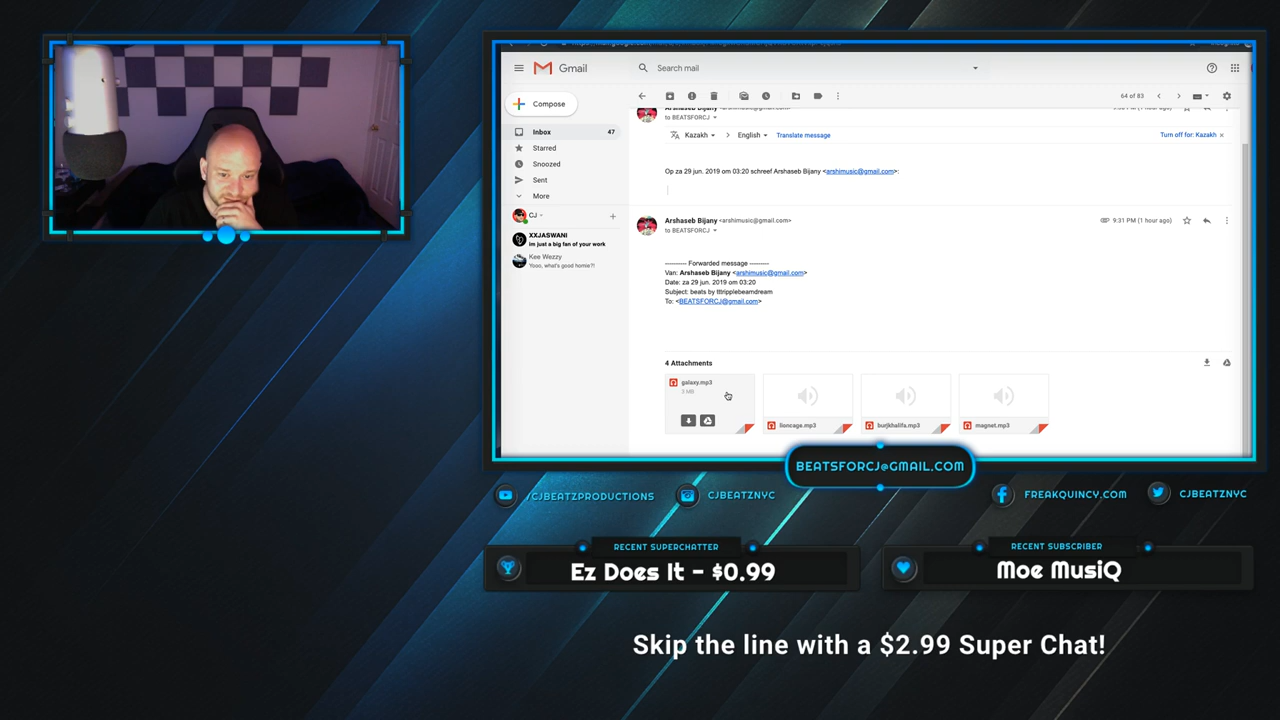 Gmail
Search mail
Compose
64 of 83
Inbox 47
Starred
Snoozed
Sent
More
CJ
XXJASWANI
Im just a big fan of your work
Kee Wezzy
Yooo, what's good homie?!
Arshaseb Bijany <arshimusic@gmail.com>
to BEATSFORCJ
Kazakh > English Translate message Turn off for: Kazakh x
Op za 29 jun. 2019 om 03:20 schreef Arshaseb Bijany <arshimusic@gmail.com>:
Arshaseb Bijany <arshimusic@gmail.com> 9:31 PM (1 hour ago)
to BEATSFORCJ
---------- Forwarded message ---------
Van: Arshaseb Bijany <arshimusic@gmail.com>
Date: za 29 jun. 2019 om 03:20
Subject: beats by tttripplebeamdream
To: <BEATSFORCJ@gmail.com>
4 Attachments
galaxy.mp3
3 MB
lioncage.mp3
burjkhalifa.mp3
magnet.mp3
BEATSFORCJ@GMAIL.COM
/CJBEATZPRODUCTIONS
CJBEATZNYC
FREAKQUINCY.COM
CJBEATZNYC
RECENT SUPERCHATTER
Ez Does It - $0.99
RECENT SUBSCRIBER
Moe MusiQ
Skip the line with a $2.99 Super Chat!